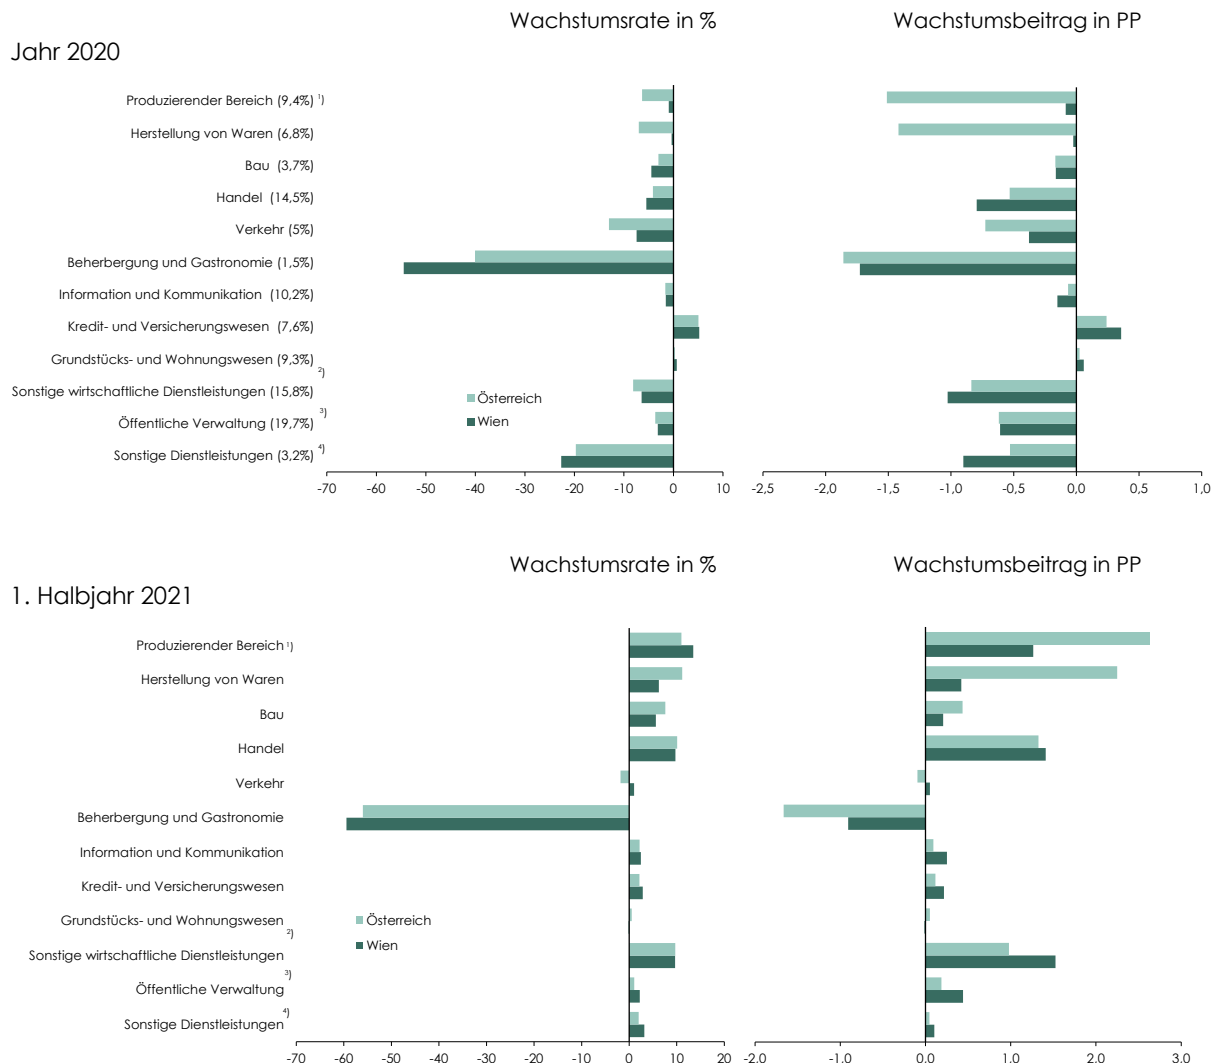 Wachstumsrate in %
Wachstumsbeitrag in PP
Jahr 2020
Produzierender Bereich (9,4%) 1)
Herstellung von Waren (6,8%)
Bau (3,7%)
Handel (14,5%)
Verkehr (5%)
Beherbergung und Gastronomie (1,5%)
Information und Kommunikation (10,2%)
Kredit- und Versicherungswesen (7,6%)
Grundstücks- und Wohnungswesen (9,3%)
2)
Sonstige wirtschaftliche Dienstleistungen (15,8%)
Öffentliche Verwaltung (19,7%) 3)
Sonstige Dienstleistungen (3,2%) 4)
Österreich
Wien
-70 -60 -50 -40 -30 -20 -10 0 10
-2,5 -2,0 -1,5 -1,0 -0,5 0,0 0,5 1,0
Wachstumsrate in %
Wachstumsbeitrag in PP
1. Halbjahr 2021
Produzierender Bereich 1)
Herstellung von Waren
Bau
Handel
Verkehr
Beherbergung und Gastronomie
Information und Kommunikation
Kredit- und Versicherungswesen
Grundstücks- und Wohnungswesen
2)
Sonstige wirtschaftliche Dienstleistungen
3)
Öffentliche Verwaltung
4)
Sonstige Dienstleistungen
Österreich
Wien
-70 -60 -50 -40 -30 -20 -10 0 10 20
-2.0 -1.0 0.0 1.0 2.0 3.0